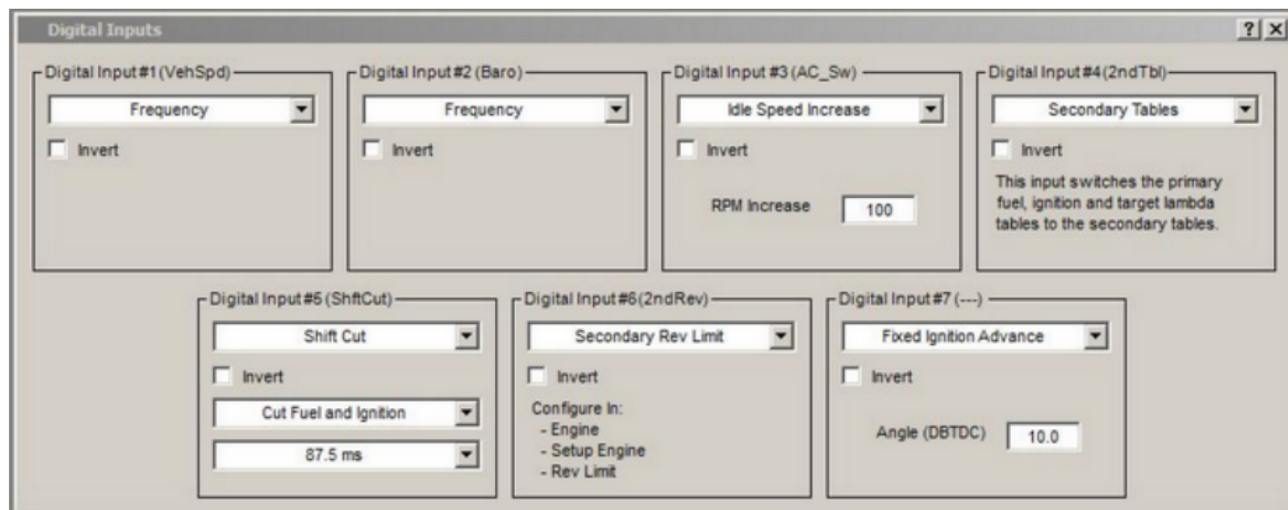 Digital Inputs
? X
Digital Input #1 (VehSpd)
Frequency
Invert
Digital Input #2 (Baro)
Frequency
Invert
Digital Input #3 (AC_Sw)
Idle Speed Increase
Invert
RPM Increase 100
Digital Input #4 (2ndTbl)
Secondary Tables
Invert
This input switches the primary
fuel, ignition and target lambda
tables to the secondary tables.
Digital Input #5 (ShftCut)
Shift Cut
Invert
Cut Fuel and Ignition
87.5 ms
Digital Input #6(2ndRev)
Secondary Rev Limit
Invert
Configure In:
- Engine
- Setup Engine
- Rev Limit
Digital Input #7 (---)
Fixed Ignition Advance
Invert
Angle (DBTDC) 10.0